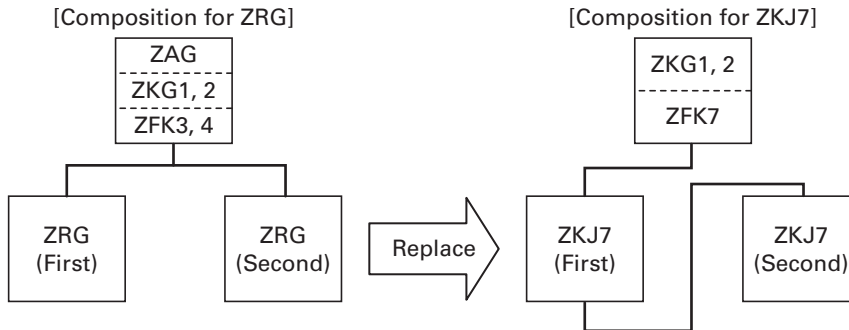 [Composition for ZRG]
ZAG
ZKG1, 2
ZFK3, 4
ZRG
(First)
ZRG
(Second)
Replace
[Composition for ZKJ7]
ZKG1, 2
ZFK7
ZKJ7
(First)
ZKJ7
(Second)